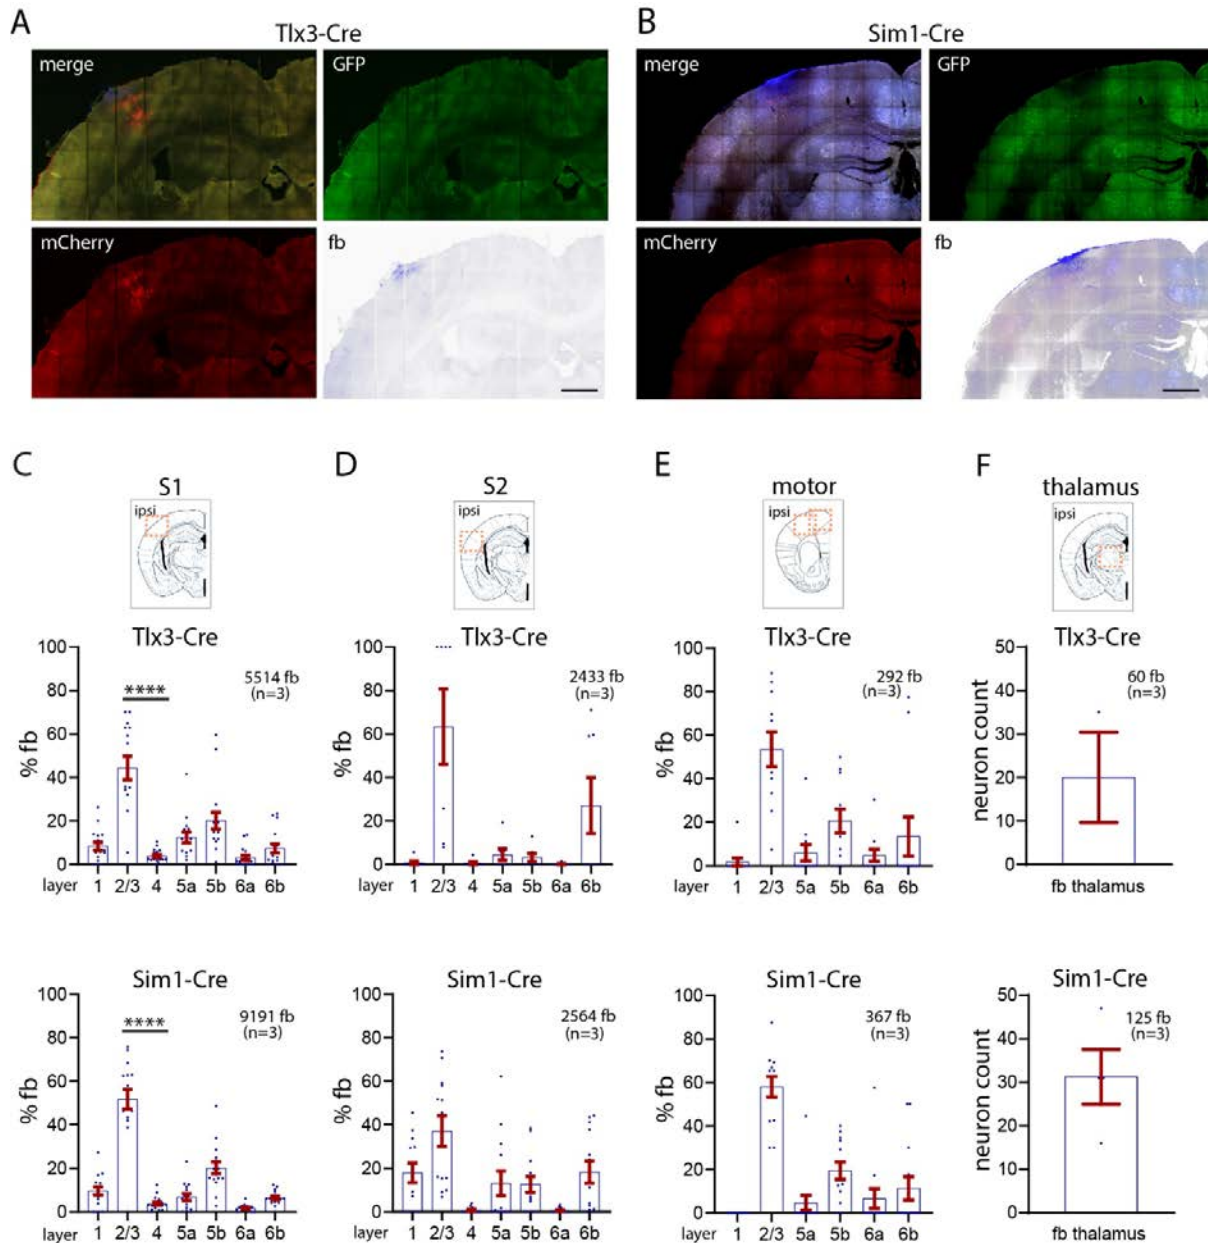 A Tlx3-Cre B Sim1-Cre
merge GFP merge GFP
mCherry fb mCherry fb
C D E F
S1 S2 motor thalamus
ipsi ipsi ipsi ipsi
Tlx3-Cre Tlx3-Cre Tlx3-Cre Tlx3-Cre
100 100 100 50
5514 fb 2433 fb 292 fb 60 fb
(n=3) (n=3) (n=3) (n=3)
****
80 80 80 40
60 60 60 30
% fb % fb % fb neuron count
40 40 40 20
20 20 20 10
0 0 0 0
layer 1 2/3 4 5a 5b 6a 6b layer 1 2/3 4 5a 5b 6a 6b layer 1 2/3 5a 5b 6a 6b fb thalamus
Sim1-Cre Sim1-Cre Sim1-Cre Sim1-Cre
100 100 100 50
9191 fb 2564 fb 367 fb 125 fb
(n=3) (n=3) (n=3) (n=3)
****
80 80 80 40
60 60 60 30
% fb % fb % fb neuron count
40 40 40 20
20 20 20 10
0 0 0 0
layer 1 2/3 4 5a 5b 6a 6b layer 1 2/3 4 5a 5b 6a 6b layer 1 2/3 5a 5b 6a 6b fb thalamus